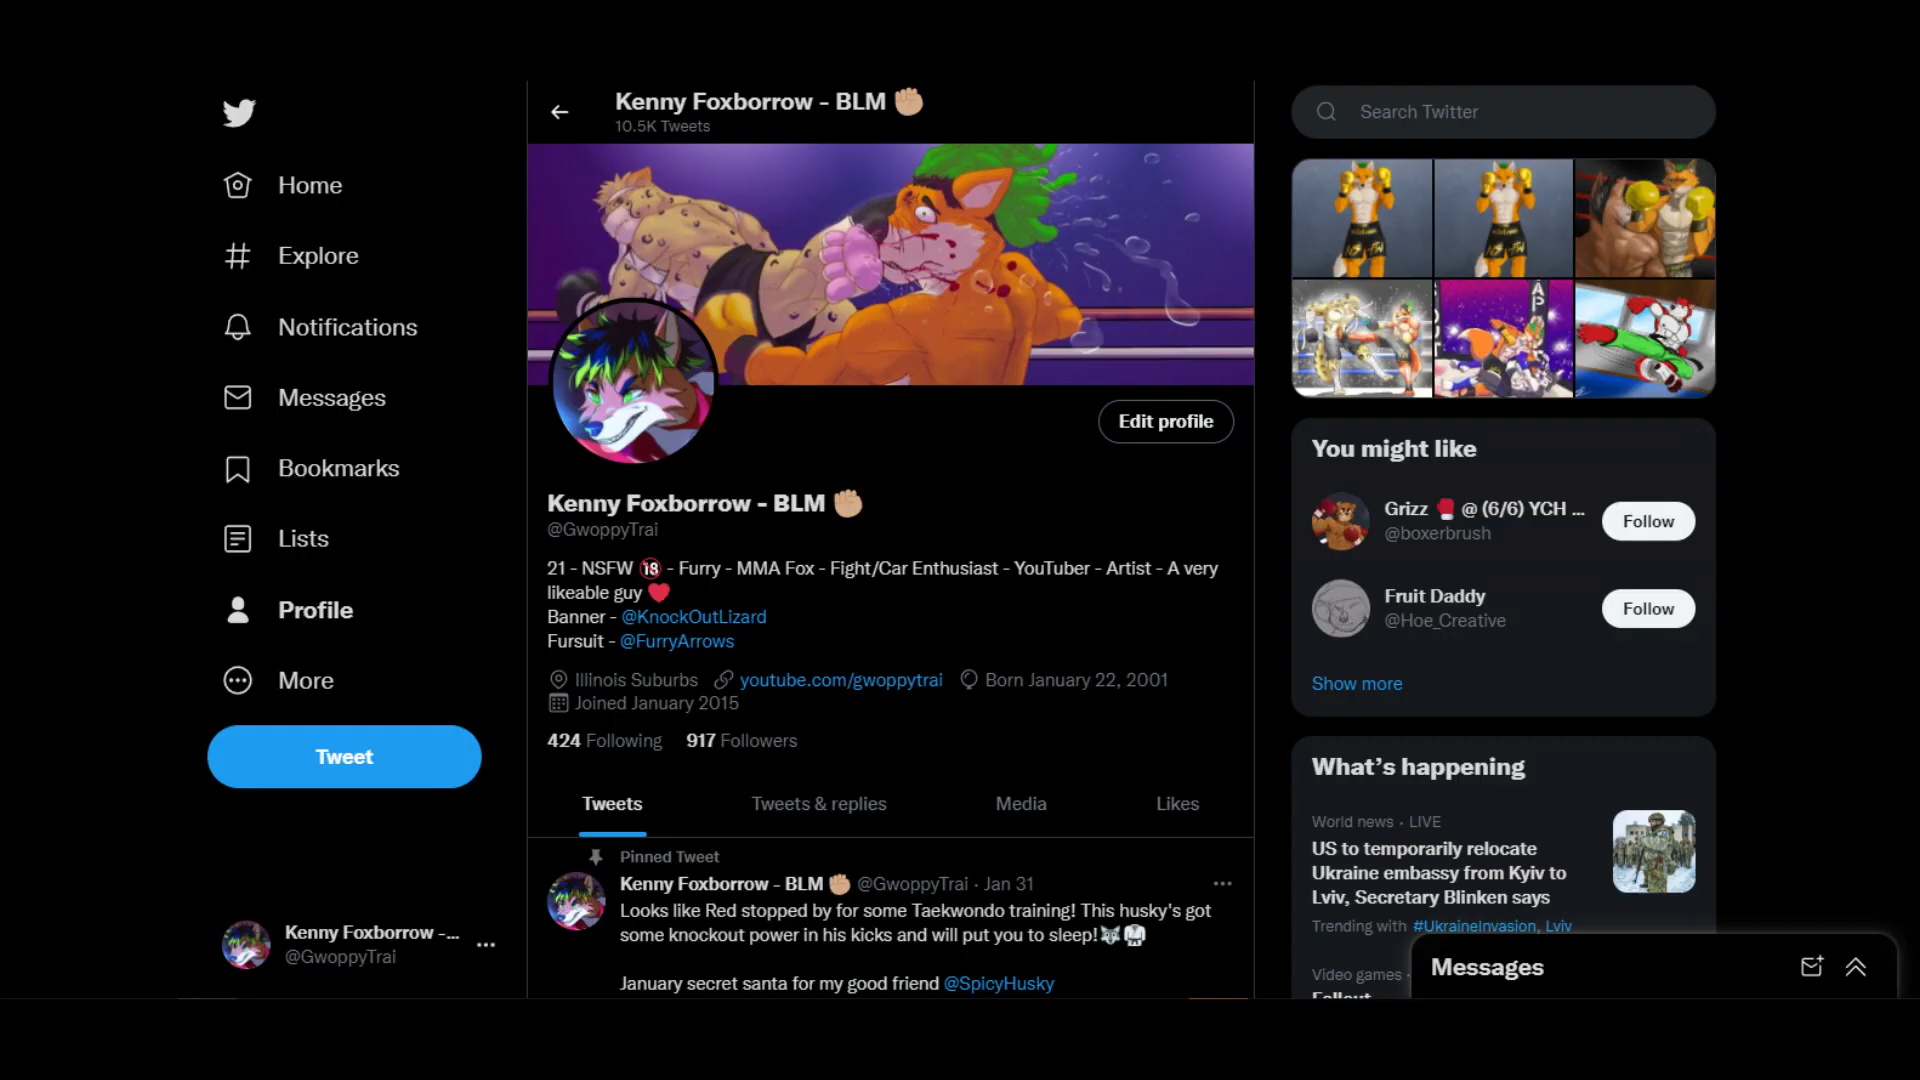 Home
Explore
Notifications
Messages
Bookmarks
Lists
Profile
More
Tweet
Kenny Foxborrow -...
@GwoppyTrai
Kenny Foxborrow - BLM ✊🏼
10.5K Tweets
Edit profile
Kenny Foxborrow - BLM ✊🏼
@GwoppyTrai
21 - NSFW 🔞 - Furry - MMA Fox - Fight/Car Enthusiast - YouTuber - Artist - A very
likeable guy ❤️
Banner - @KnockOutLizard
Fursuit - @FurryArrows
Illinois Suburbs youtube.com/gwoppytrai Born January 22, 2001
Joined January 2015
424 Following 917 Followers
Tweets Tweets & replies Media Likes
Pinned Tweet
Kenny Foxborrow - BLM ✊🏼 @GwoppyTrai · Jan 31
Looks like Red stopped by for some Taekwondo training! This husky's got
some knockout power in his kicks and will put you to sleep!🐺🥋
January secret santa for my good friend @SpicyHusky
Search Twitter
You might like
Grizz 🥊 @ (6/6) YCH ...
@boxerbrush
Follow
Fruit Daddy
@Hoe_Creative
Follow
Show more
What's happening
World news · LIVE
US to temporarily relocate
Ukraine embassy from Kyiv to
Lviv, Secretary Blinken says
Trending with #UkraineInvasion, Lviv
Video games ·
Fallout
Messages